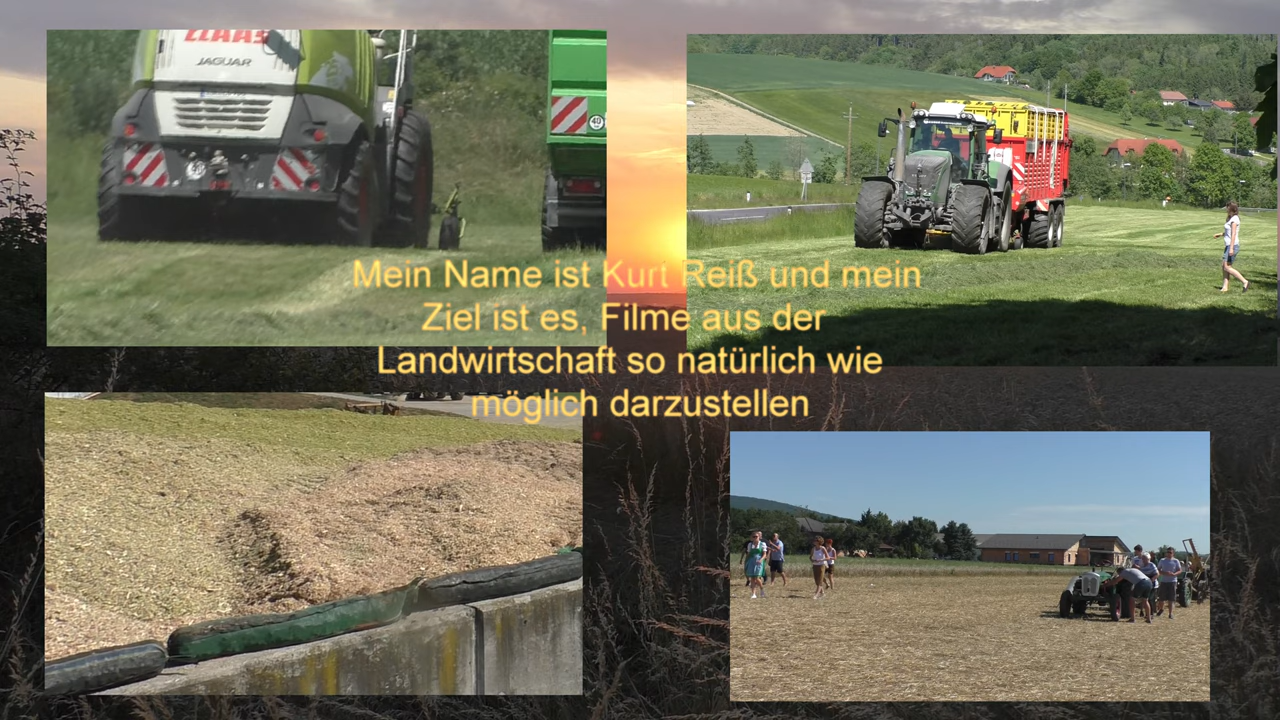 CLAAS
JAGUAR
40
Mein Name ist Kurt Reiß und mein
Ziel ist es, Filme aus der
Landwirtschaft so natürlich wie
möglich darzustellen